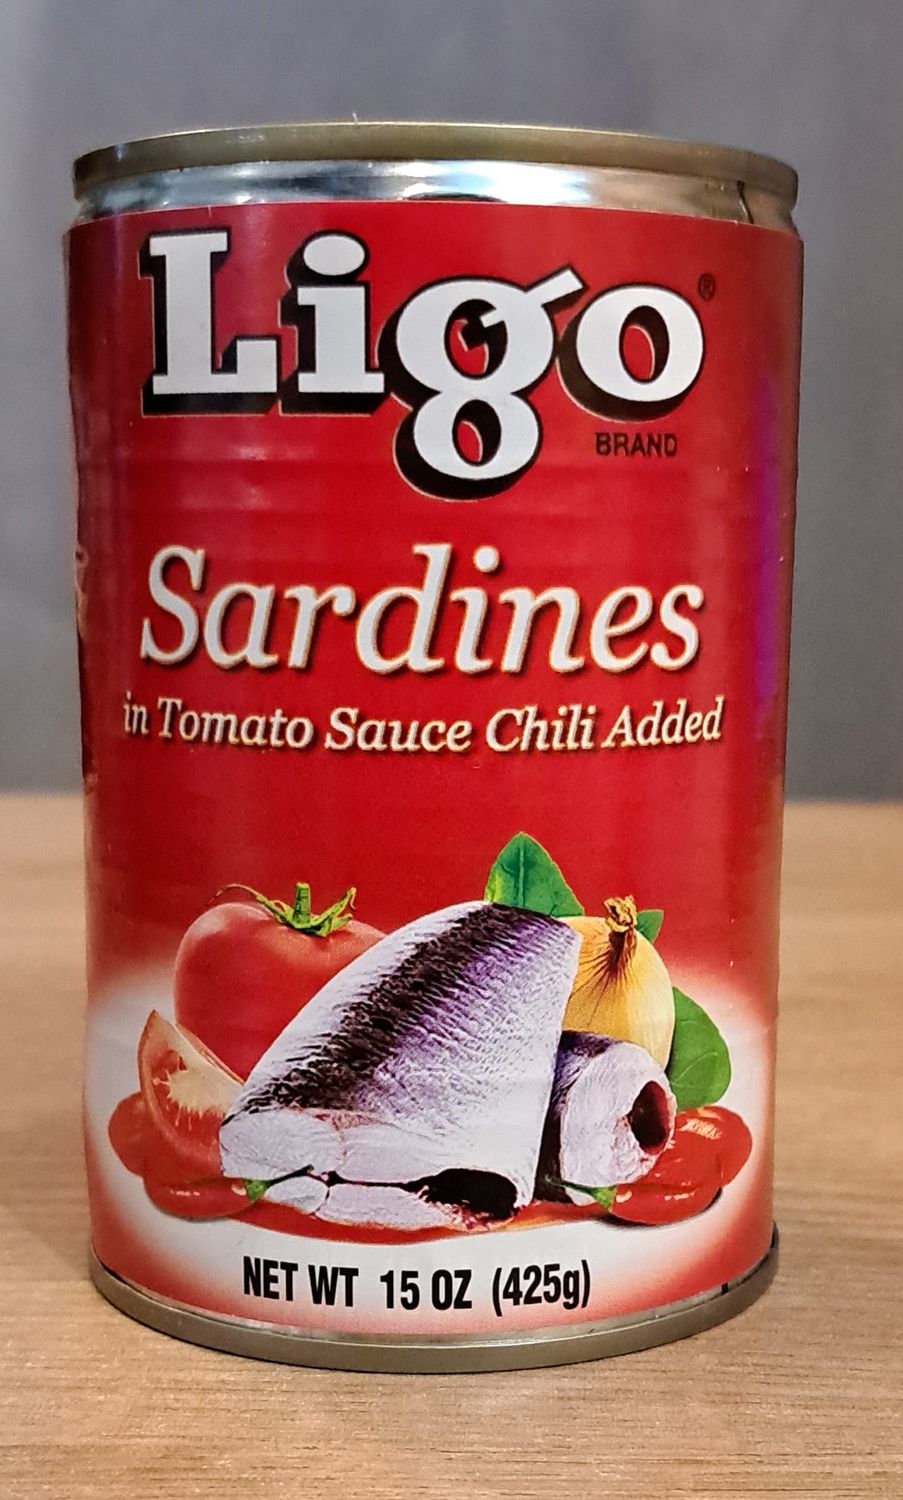 Ligo®
BRAND
Sardines
in Tomato Sauce Chili Added
NET WT 15 OZ (425g)